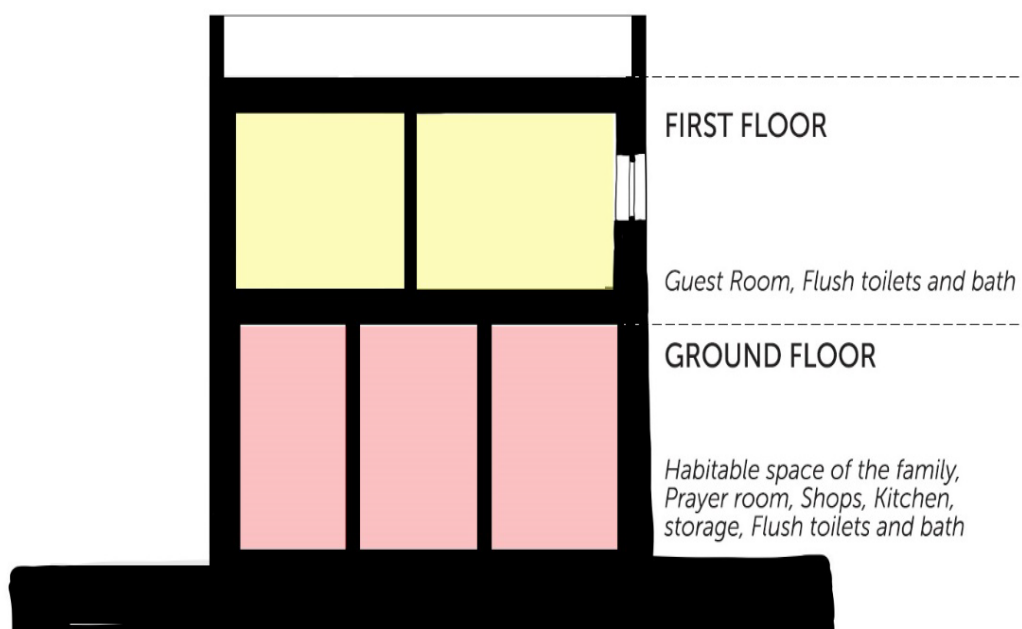 FIRST FLOOR
Guest Room, Flush toilets and bath
GROUND FLOOR
Habitable space of the family,
Prayer room, Shops, Kitchen,
storage, Flush toilets and bath